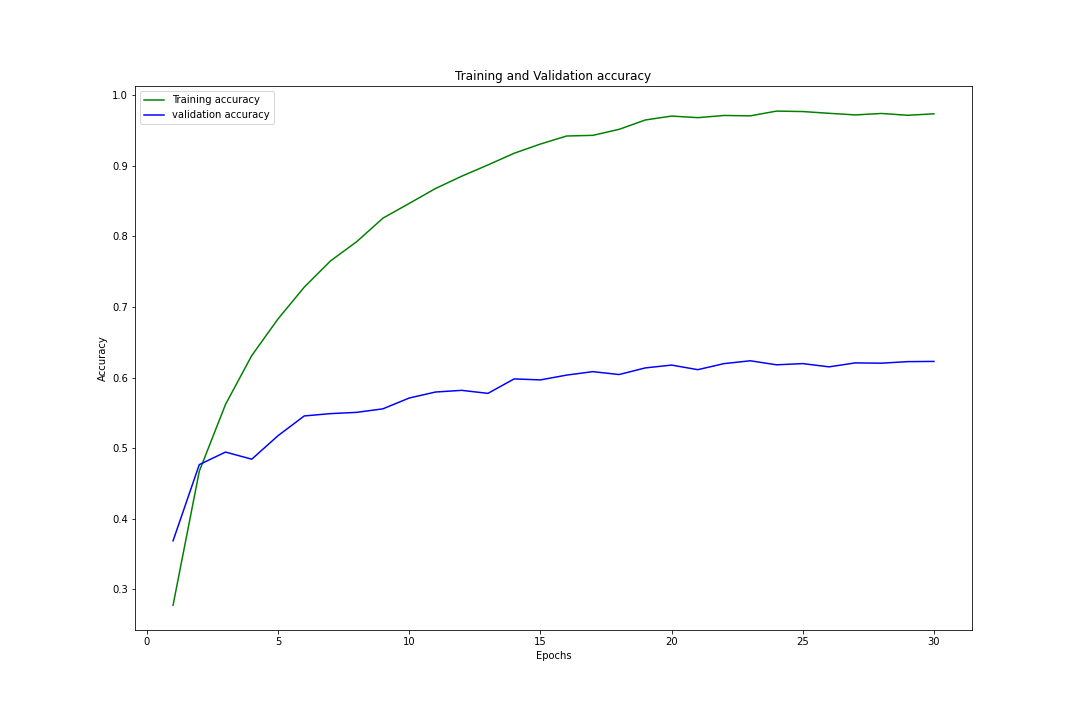 Training and Validation accuracy
Training accuracy
validation accuracy
1.0
0.9
0.8
0.7
0.6
0.5
0.4
0.3
Accuracy
0 5 10 15 20 25 30
Epochs